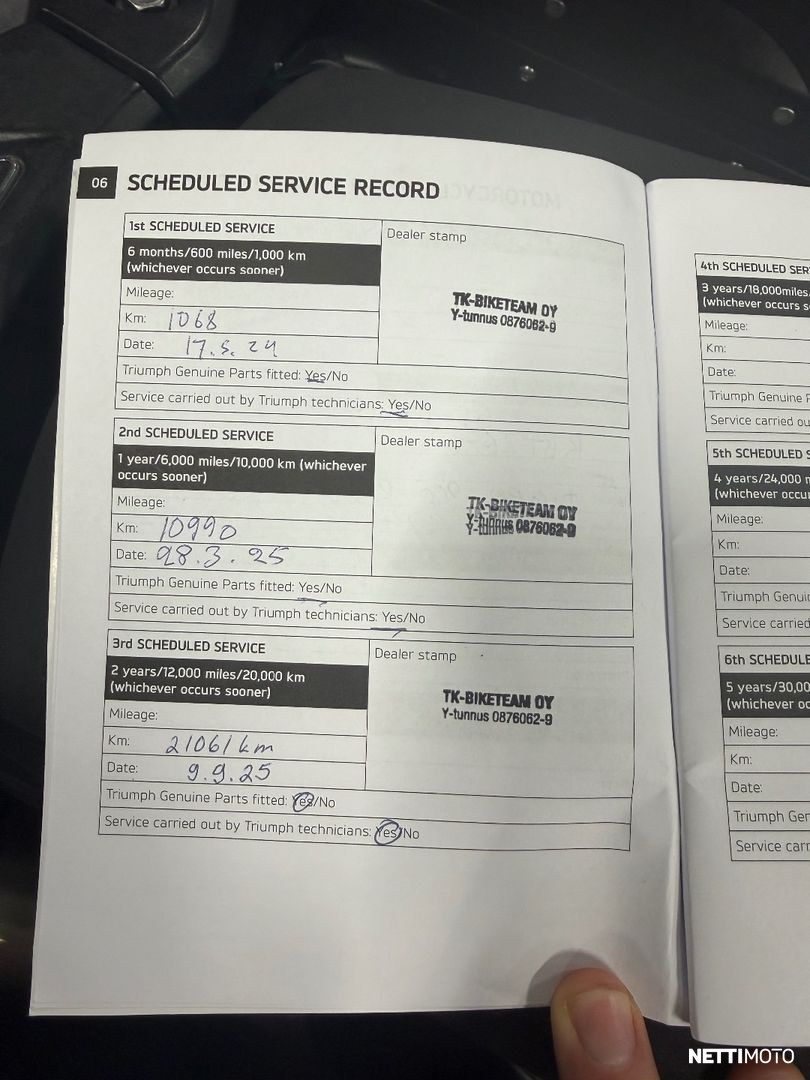 06 SCHEDULED SERVICE RECORD
1st SCHEDULED SERVICE
6 months/600 miles/1,000 km
(whichever occurs sooner)
Mileage:
Km: 1068
Date: 17.5.24
Dealer stamp
TK-BIKETEAM OY
Y-tunnus 0876062-9
Triumph Genuine Parts fitted: Yes/No
Service carried out by Triumph technicians: Yes/No
2nd SCHEDULED SERVICE
1 year/6,000 miles/10,000 km (whichever
occurs sooner)
Mileage:
Km: 10990
Date: 28.3.25
Dealer stamp
TK-BIKETEAM OY
Y-tunnus 0876062-9
Triumph Genuine Parts fitted: Yes/No
Service carried out by Triumph technicians: Yes/No
3rd SCHEDULED SERVICE
2 years/12,000 miles/20,000 km
(whichever occurs sooner)
Mileage:
Km: 21061 km
Date: 9.9.25
Dealer stamp
TK-BIKETEAM OY
Y-tunnus 0876062-9
Triumph Genuine Parts fitted: Yes/No
Service carried out by Triumph technicians: Yes/No
4th SCHEDULED SER
3 years/18,000miles
(whichever occurs s
Mileage:
Km:
Date:
Triumph Genuine P
Service carried ou
5th SCHEDULED S
4 years/24,000 m
(whichever occu
Mileage:
Km:
Date:
Triumph Genui
Service carried
6th SCHEDULE
5 years/30,00
(whichever oc
Mileage:
Km:
Date:
Triumph Ger
Service carr
NETTIMOTO